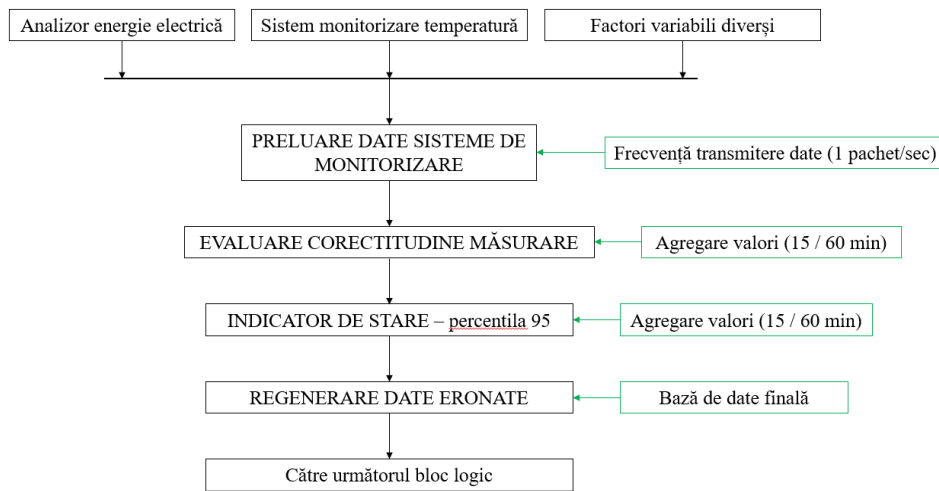 Analizor energie electrică
Sistem monitorizare temperatură
Factori variabili diverși
PRELUARE DATE SISTEME DE
MONITORIZARE
Frecvență transmitere date (1 pachet/sec)
EVALUARE CORECTITUDINE MĂSURARE
Agregare valori (15 / 60 min)
INDICATOR DE STARE – percentila 95
Agregare valori (15 / 60 min)
REGENERARE DATE ERONATE
Bază de date finală
Către următorul bloc logic